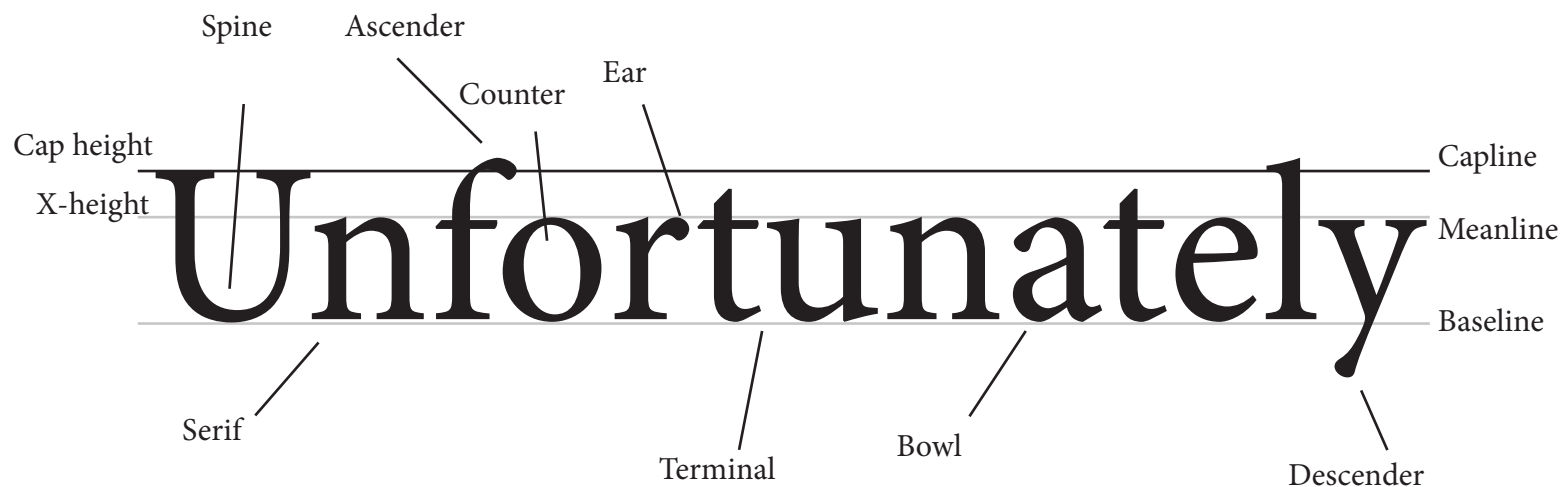 Spine
Ascender
Ear
Counter
Cap height
Capline
X-height
Unfortunately
Meanline
Baseline
Serif
Bowl
Terminal
Descender